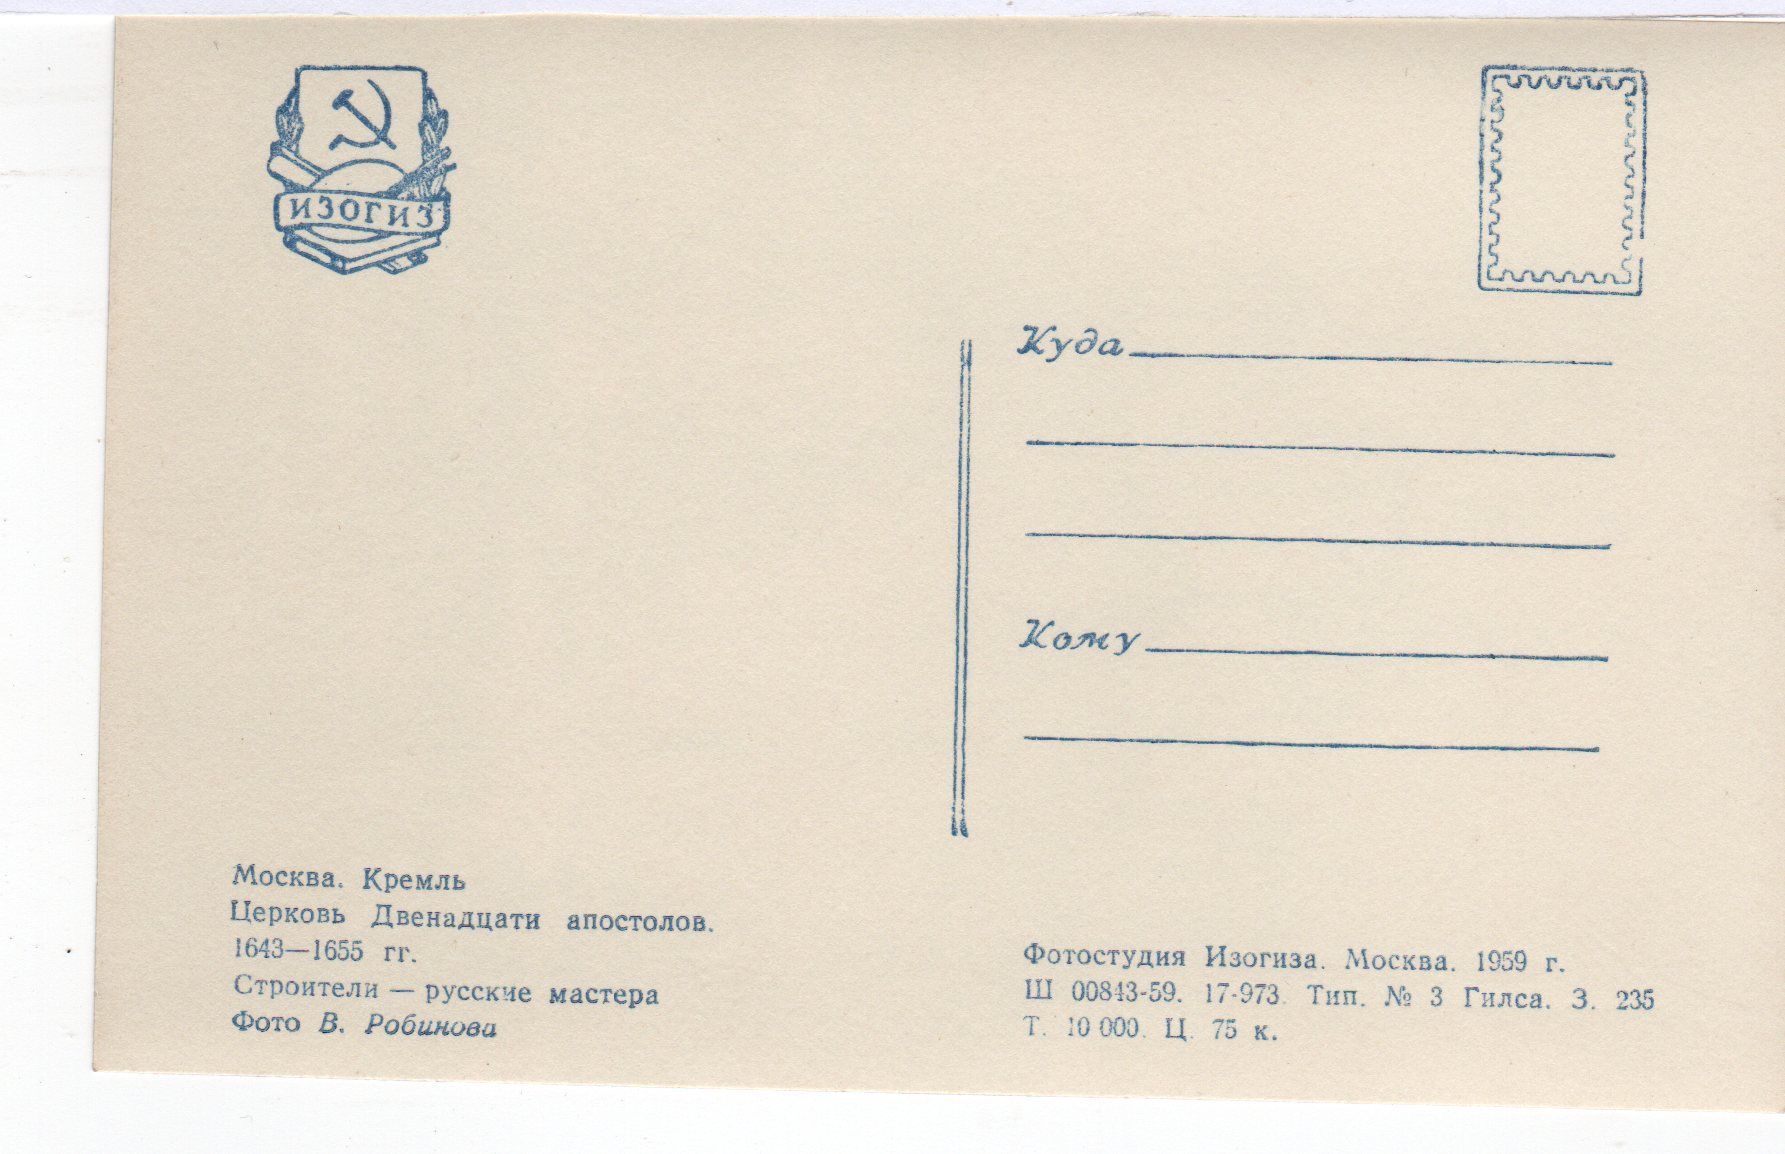 ИЗОГИЗ
Куда
Кому
Москва. Кремль
Церковь Двенадцати апостолов.
1643—1655 гг.
Строители — русские мастера
Фото В. Робинова
Фотостудия Изогиза. Москва. 1959 г.
Ш 00843-59. 17-973. Тип. № 3 Гилса. З. 235
Т. 10 000. Ц. 75 к.